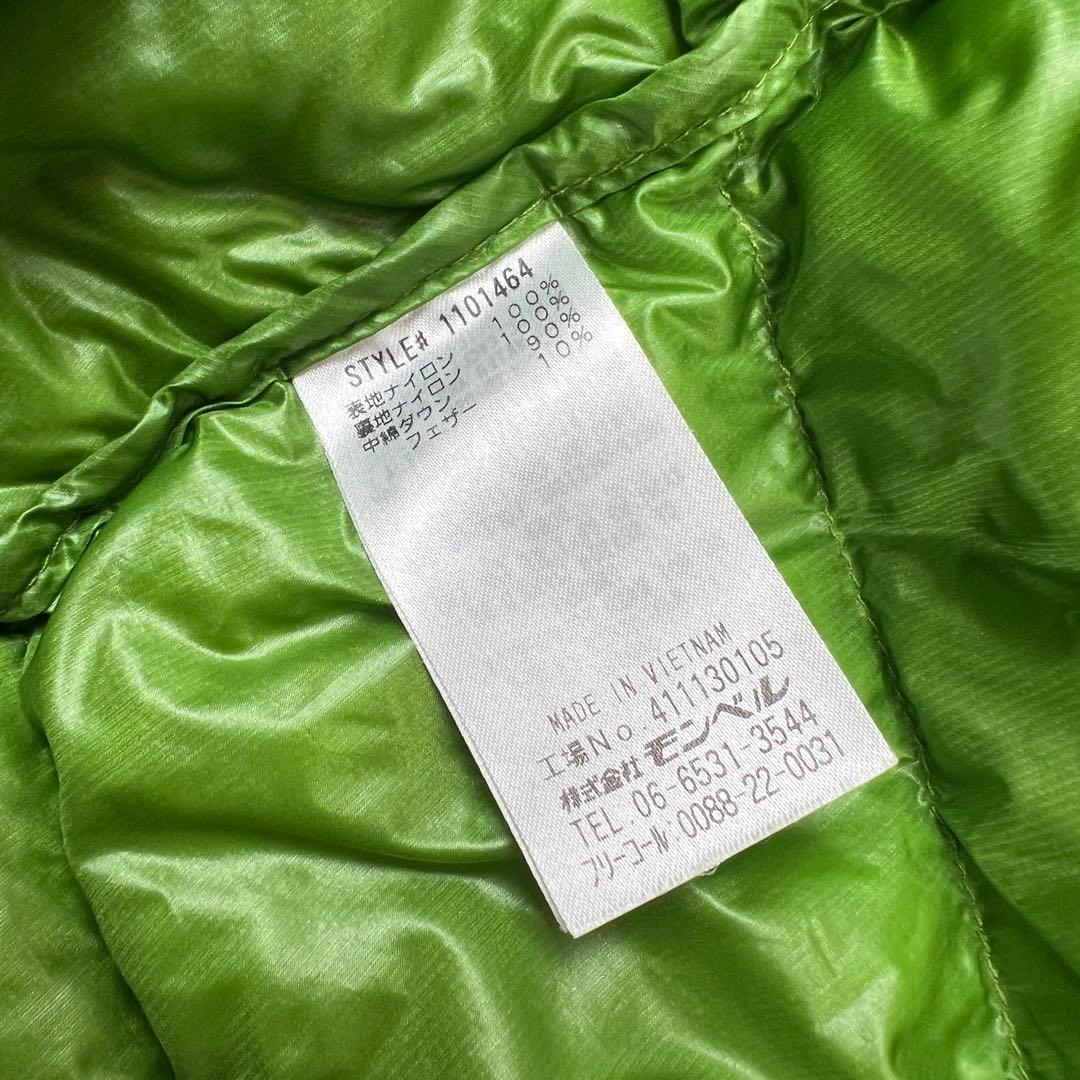 STYLE# 1101464
表地ナイロン 100%
裏地ナイロン 100%
中綿ダウン 90%
フェザー 10%
MADE IN VIETNAM
工場No. 411130105
株式会社 モンベル
TEL. 06-6531-3544
フリーコール.0088-22-0031